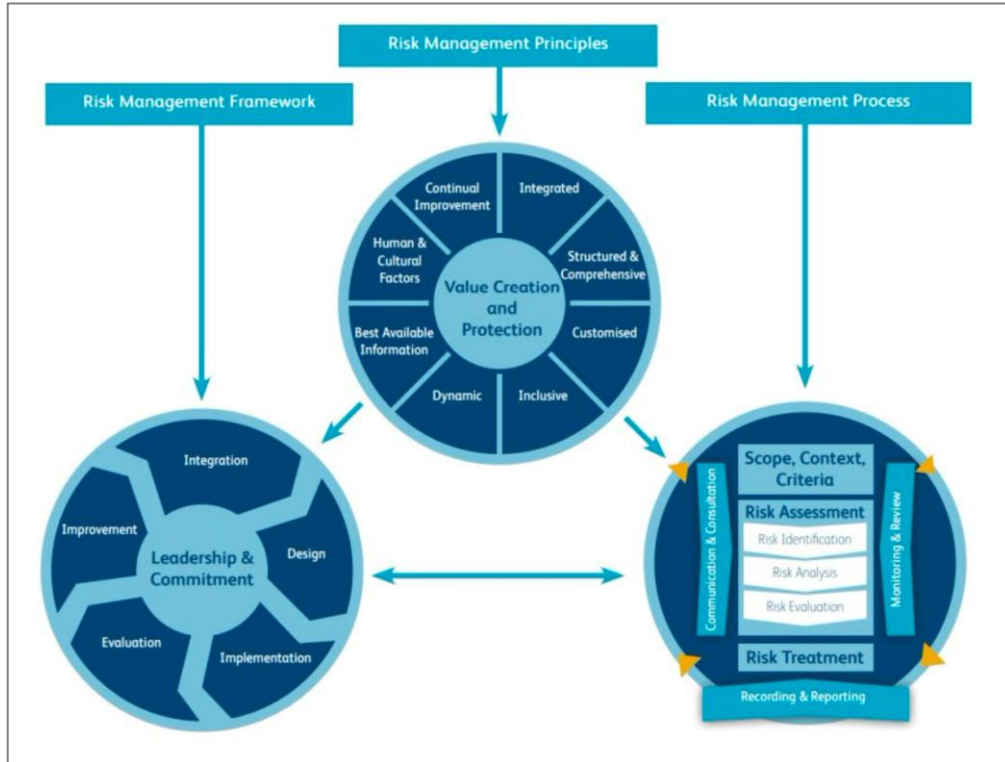 Risk Management Principles
Risk Management Framework
Risk Management Process
Continual
Improvement
Integrated
Human &
Cultural
Factors
Structured &
Comprehensive
Value Creation
and
Protection
Best Available
Information
Customised
Dynamic
Inclusive
Integration
Improvement
Design
Leadership &
Commitment
Evaluation
Implementation
Scope, Context,
Criteria
Communication & Consultation
Risk Assessment
Risk Identification
Risk Analysis
Risk Evaluation
Monitoring & Review
Risk Treatment
Recording & Reporting